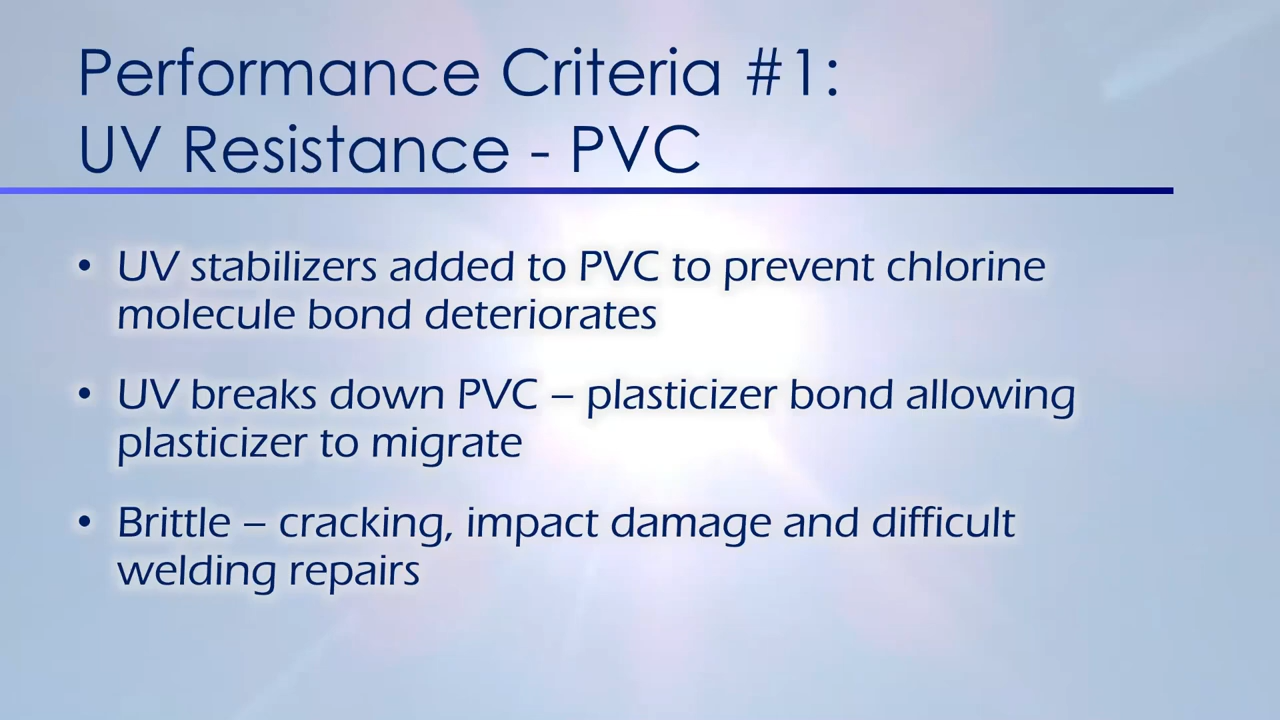 Performance Criteria #1:
UV Resistance - PVC
• UV stabilizers added to PVC to prevent chlorine
molecule bond deteriorates
• UV breaks down PVC – plasticizer bond allowing
plasticizer to migrate
• Brittle – cracking, impact damage and difficult
welding repairs